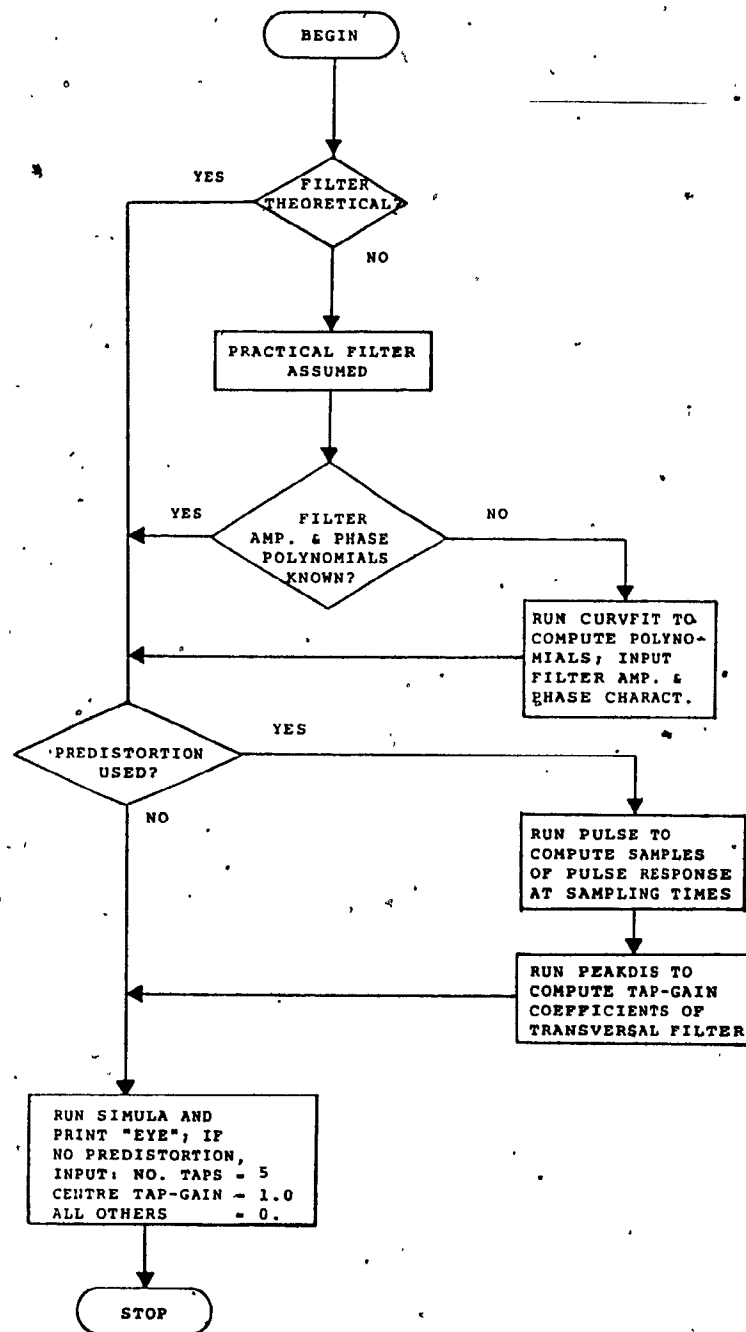 BEGIN
YES
FILTER
THEORETICAL?
NO
PRACTICAL FILTER
ASSUMED
YES
FILTER
AMP. & PHASE
POLYNOMIALS
KNOWN?
NO
RUN CURVFIT TO
COMPUTE POLYNO-
MIALS; INPUT
FILTER AMP. &
PHASE CHARACT.
PREDISTORTION
USED?
YES
NO
RUN PULSE TO
COMPUTE SAMPLES
OF PULSE RESPONSE
AT SAMPLING TIMES
RUN PEAKDIS TO
COMPUTE TAP-GAIN
COEFFICIENTS OF
TRANSVERSAL FILTER
RUN SIMULA AND
PRINT "EYE"; IF
NO PREDISTORTION,
INPUT: NO. TAPS = 5
CENTRE TAP-GAIN = 1.0
ALL OTHERS = 0.
STOP